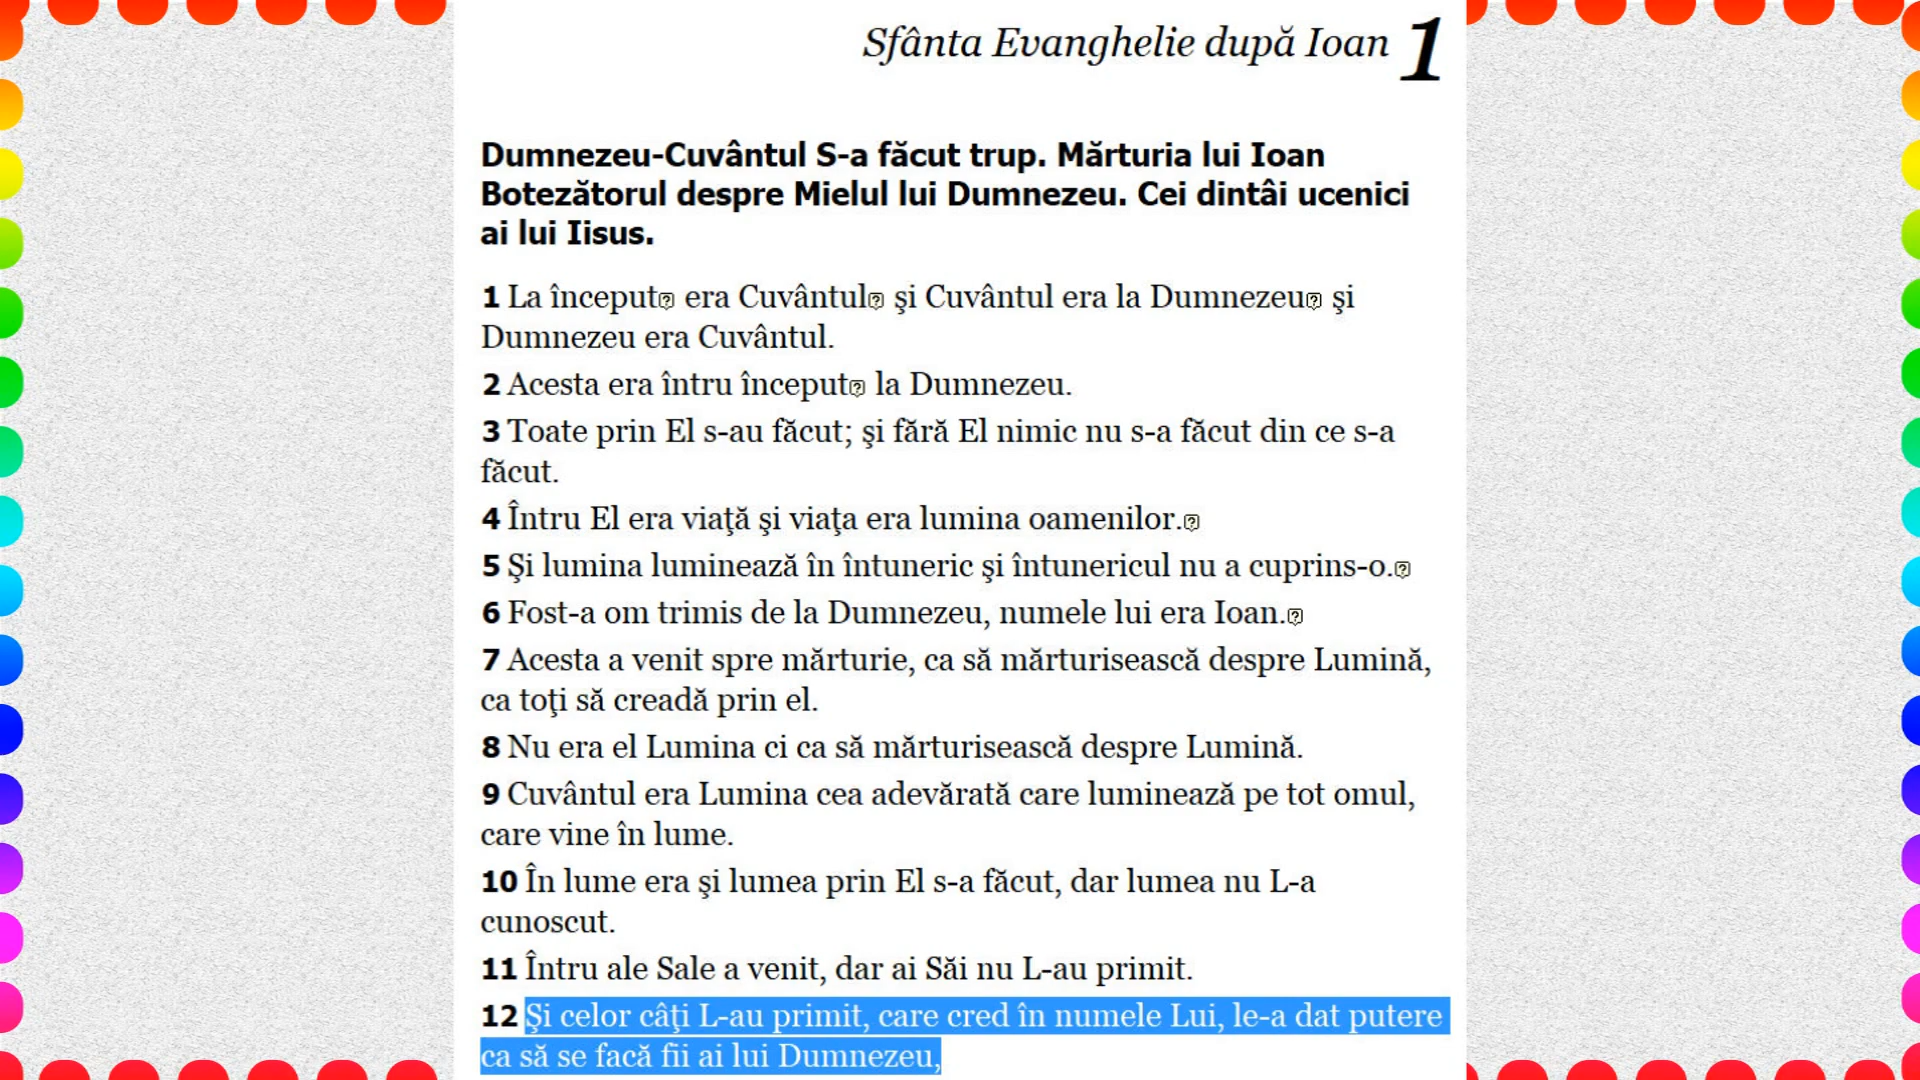 Sfânta Evanghelie după Ioan 1
Dumnezeu-Cuvântul S-a făcut trup. Mărturia lui Ioan
Botezătorul despre Mielul lui Dumnezeu. Cei dintâi ucenici
ai lui Iisus.
1 La început era Cuvântul şi Cuvântul era la Dumnezeu şi
Dumnezeu era Cuvântul.
2 Acesta era întru început la Dumnezeu.
3 Toate prin El s-au făcut; şi fără El nimic nu s-a făcut din ce s-a
făcut.
4 Întru El era viaţă şi viaţa era lumina oamenilor.
5 Şi lumina luminează în întuneric şi întunericul nu a cuprins-o.
6 Fost-a om trimis de la Dumnezeu, numele lui era Ioan.
7 Acesta a venit spre mărturie, ca să mărturisească despre Lumină,
ca toţi să creadă prin el.
8 Nu era el Lumina ci ca să mărturisească despre Lumină.
9 Cuvântul era Lumina cea adevărată care luminează pe tot omul,
care vine în lume.
10 În lume era şi lumea prin El s-a făcut, dar lumea nu L-a
cunoscut.
11 Întru ale Sale a venit, dar ai Săi nu L-au primit.
12 Şi celor câţi L-au primit, care cred în numele Lui, le-a dat putere
ca să se facă fii ai lui Dumnezeu,